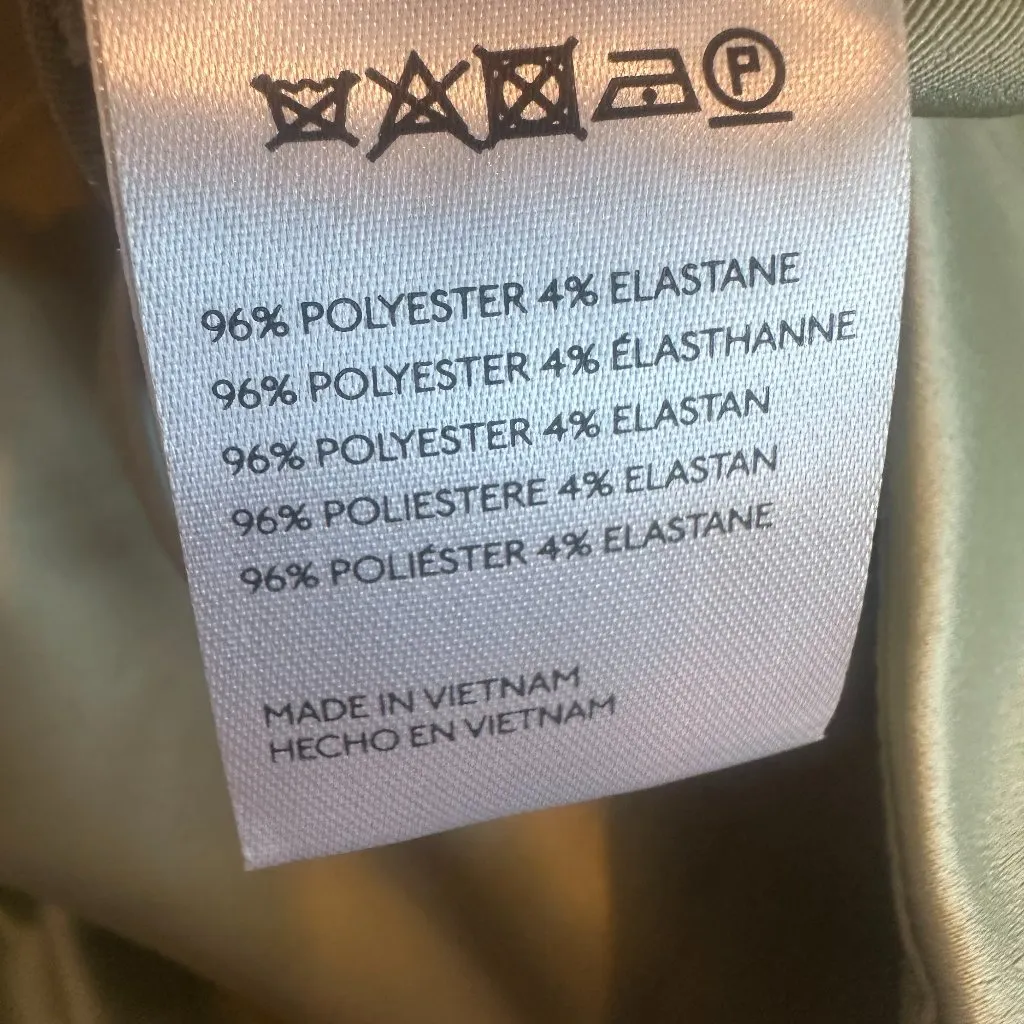 P
96% POLYESTER 4% ELASTANE
96% POLYESTER 4% ÉLASTHANNE
96% POLYESTER 4% ELASTAN
96% POLIESTERE 4% ELASTAN
96% POLIÉSTER 4% ELASTANE
MADE IN VIETNAM
HECHO EN VIETNAM